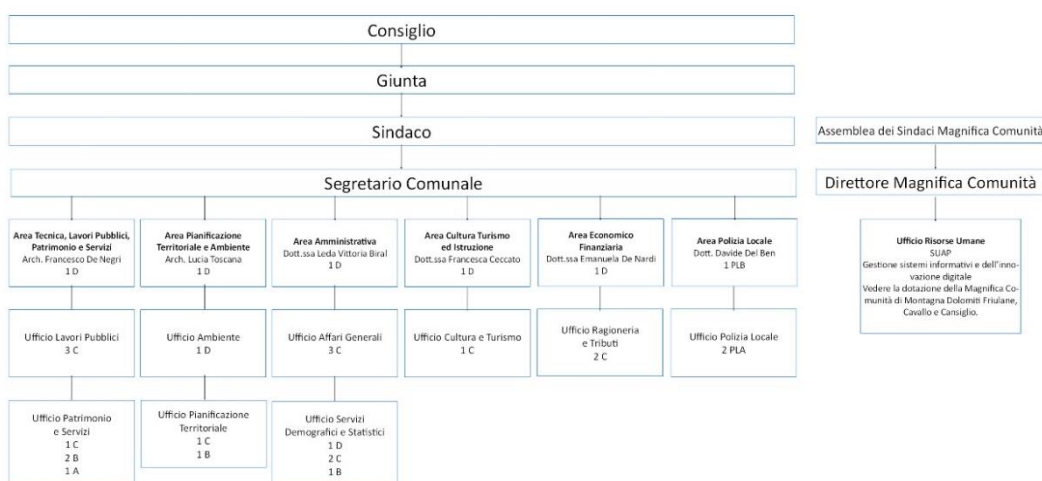 Consiglio
Giunta
Sindaco
Segretario Comunale
Area Tecnica, Lavori Pubblici,
Patrimonio e Servizi
Arch. Francesco De Negri
1 D
Ufficio Lavori Pubblici
3 C
Ufficio Patrimonio
e Servizi
1 C
2 B
1 A
Area Pianificazione
Territoriale e Ambiente
Arch. Lucia Toscana
1 D
Ufficio Ambiente
1 D
Ufficio Pianificazione
Territoriale
1 C
1 B
Area Amministrativa
Dott.ssa Leda Vittoria Biral
1 D
Ufficio Affari Generali
3 C
Ufficio Servizi
Demografici e Statistici
1 D
2 C
1 B
Area Cultura Turismo
ed Istruzione
Dott.ssa Francesca Ceccato
1 D
Ufficio Cultura e Turismo
1 C
Area Economico
Finanziaria
Dott.ssa Emanuela De Nardi
1 D
Ufficio Ragioneria
e Tributi
2 C
Area Polizia Locale
Dott. Davide Del Ben
1 PLB
Ufficio Polizia Locale
2 PLA
Assemblea dei Sindaci Magnifica Comunità
Direttore Magnifica Comunità
Ufficio Risorse Umane
SUAP
Gestione sistemi informativi e dell'inno-
vazione digitale
Vedere la dotazione della Magnifica Co-
munità di Montagna Dolomiti Friulane,
Cavallo e Cansiglio.